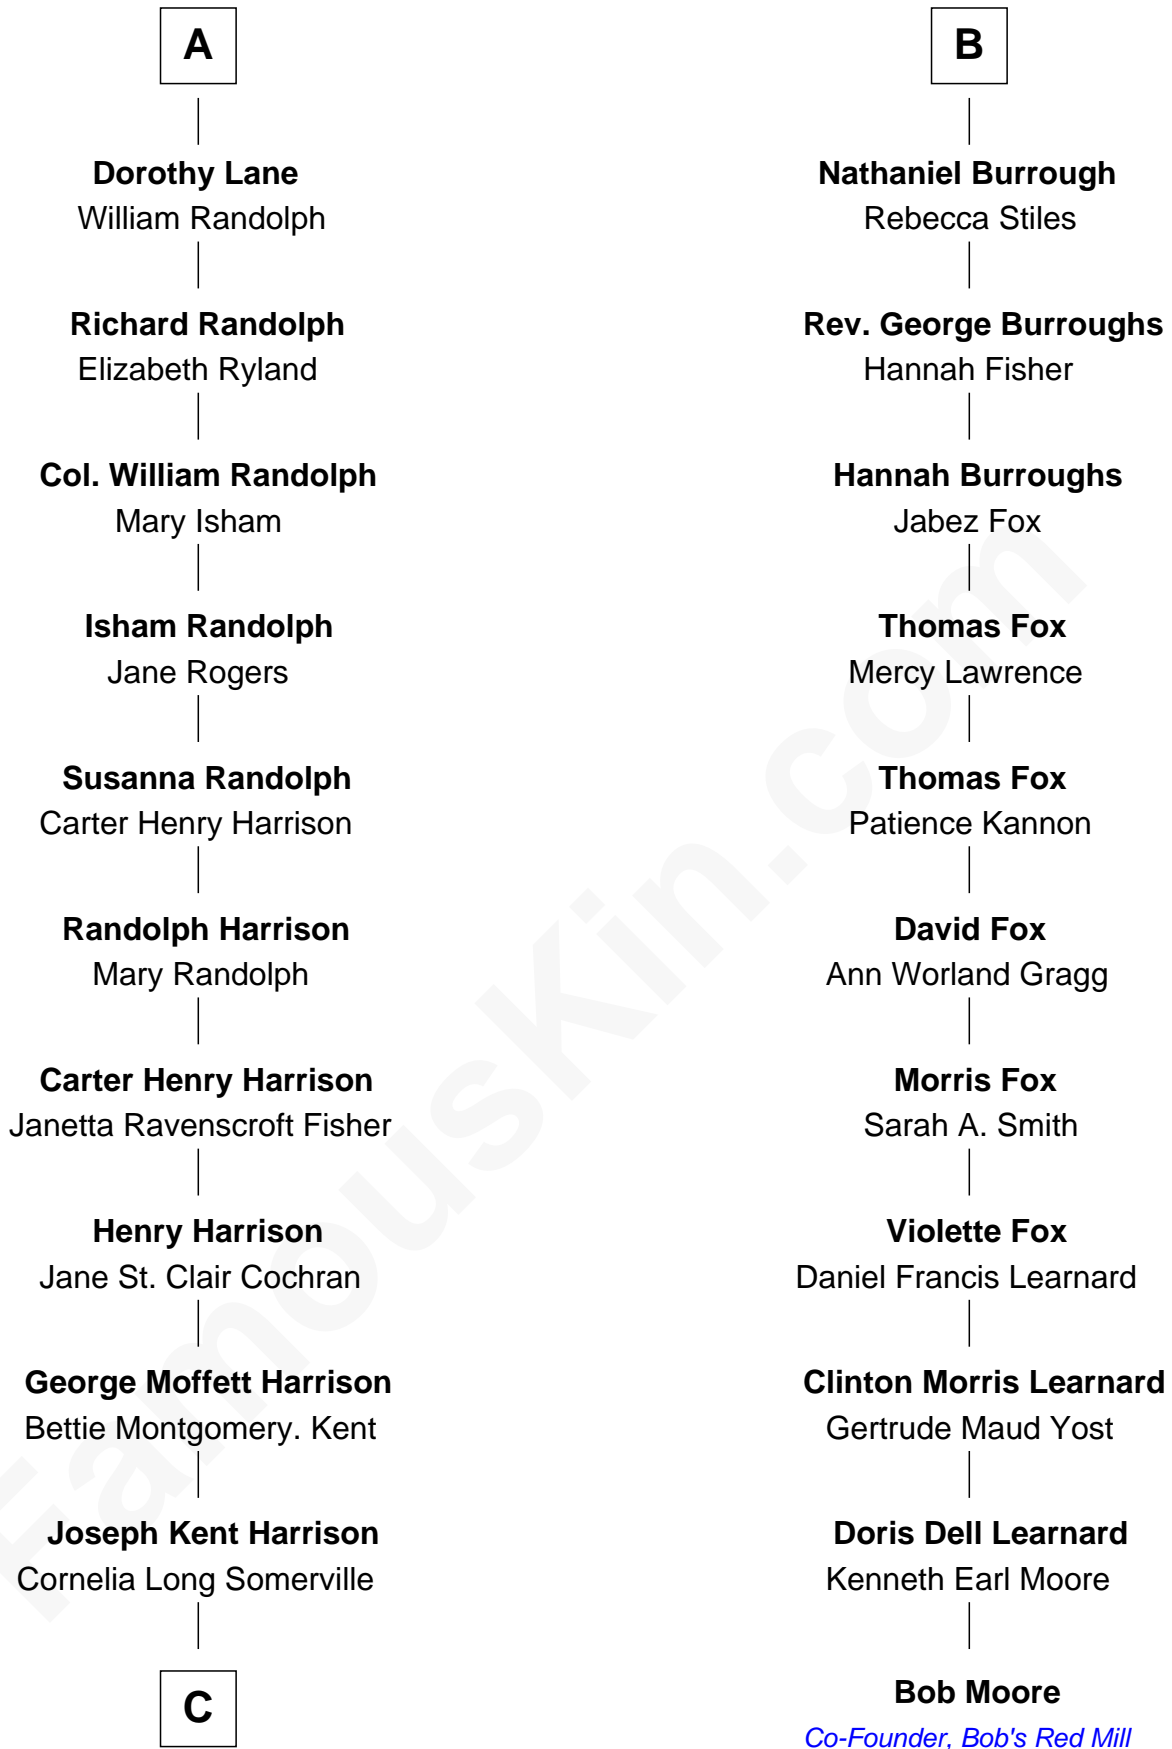 A
Dorothy Lane
William Randolph
Richard Randolph
Elizabeth Ryland
Col. William Randolph
Mary Isham
Isham Randolph
Jane Rogers
Susanna Randolph
Carter Henry Harrison
Randolph Harrison
Mary Randolph
Carter Henry Harrison
Janetta Ravenscroft Fisher
Henry Harrison
Jane St. Clair Cochran
George Moffett Harrison
Bettie Montgomery. Kent
Joseph Kent Harrison
Cornelia Long Somerville
C
B
Nathaniel Burrough
Rebecca Stiles
Rev. George Burroughs
Hannah Fisher
Hannah Burroughs
Jabez Fox
Thomas Fox
Mercy Lawrence
Thomas Fox
Patience Kannon
David Fox
Ann Worland Gragg
Morris Fox
Sarah A. Smith
Violette Fox
Daniel Francis Learnard
Clinton Morris Learnard
Gertrude Maud Yost
Doris Dell Learnard
Kenneth Earl Moore
Bob Moore
Co-Founder, Bob's Red Mill
FamousKin.com